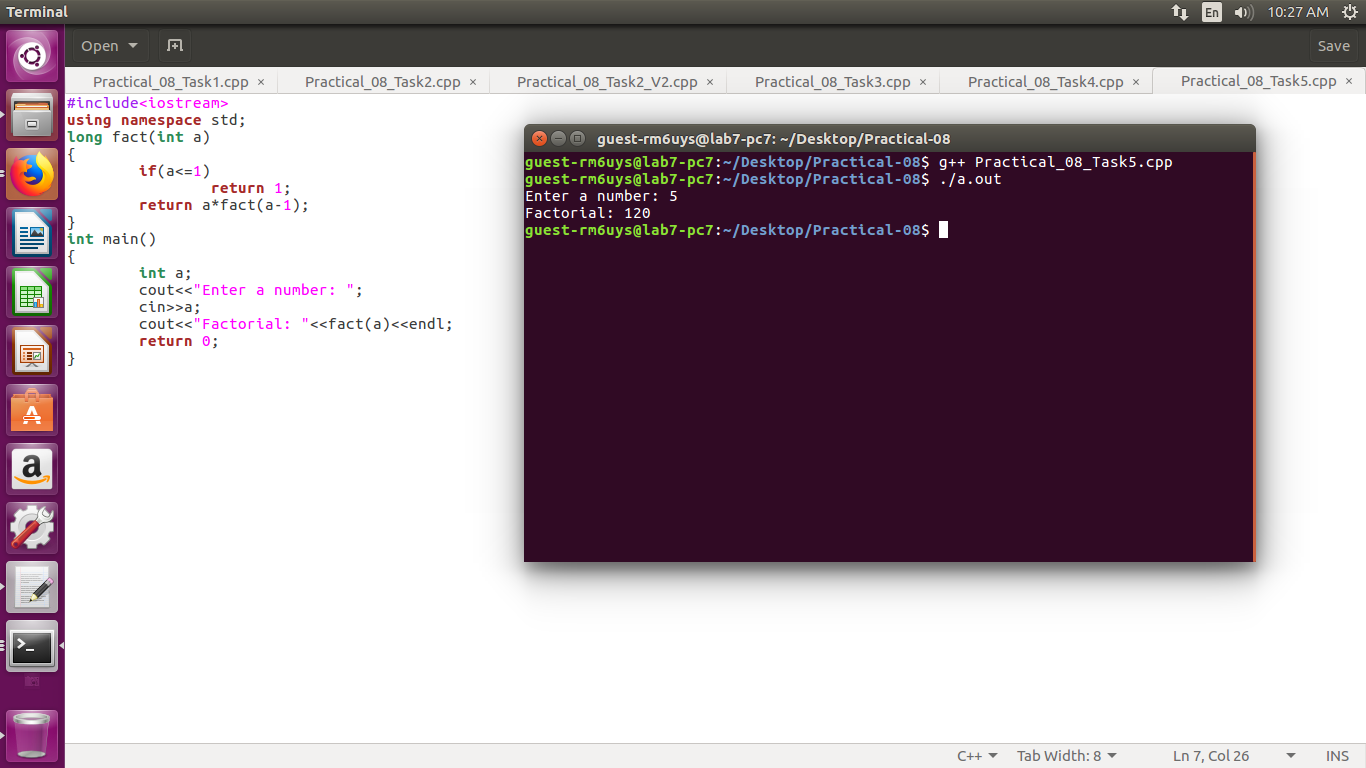 Terminal
En
10:27 AM
Open
Save
Practical_08_Task1.cpp × Practical_08_Task2.cpp × Practical_08_Task2_V2.cpp × Practical_08_Task3.cpp × Practical_08_Task4.cpp × Practical_08_Task5.cpp ×
#include<iostream>
using namespace std;
long fact(int a)
{
        if(a<=1)
                return 1;
        return a*fact(a-1);
}
int main()
{
        int a;
        cout<<"Enter a number: ";
        cin>>a;
        cout<<"Factorial: "<<fact(a)<<endl;
        return 0;
}
guest-rm6uys@lab7-pc7: ~/Desktop/Practical-08
guest-rm6uys@lab7-pc7:~/Desktop/Practical-08$ g++ Practical_08_Task5.cpp
guest-rm6uys@lab7-pc7:~/Desktop/Practical-08$ ./a.out
Enter a number: 5
Factorial: 120
guest-rm6uys@lab7-pc7:~/Desktop/Practical-08$
C++ Tab Width: 8 Ln 7, Col 26 INS